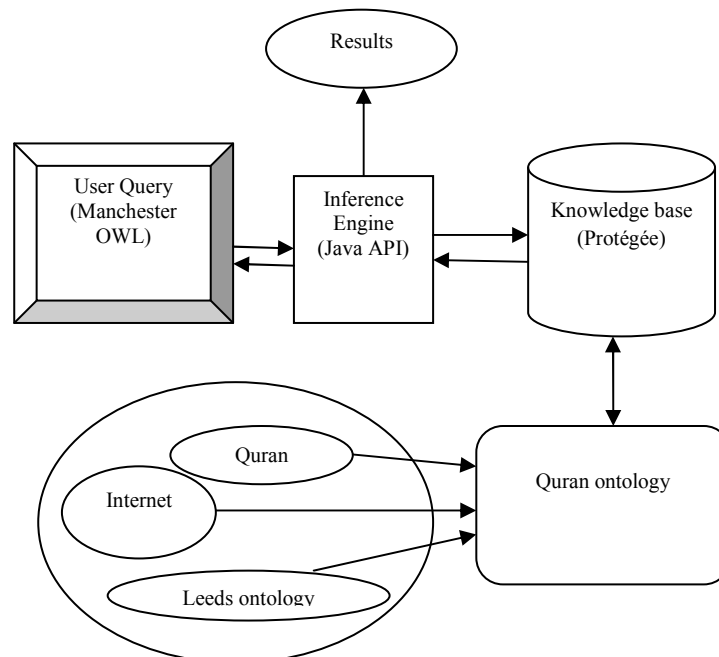 Results
User Query
(Manchester
OWL)
Inference
Engine
(Java API)
Knowledge base
(Protégée)
Quran
Internet
Leeds ontology
Quran ontology